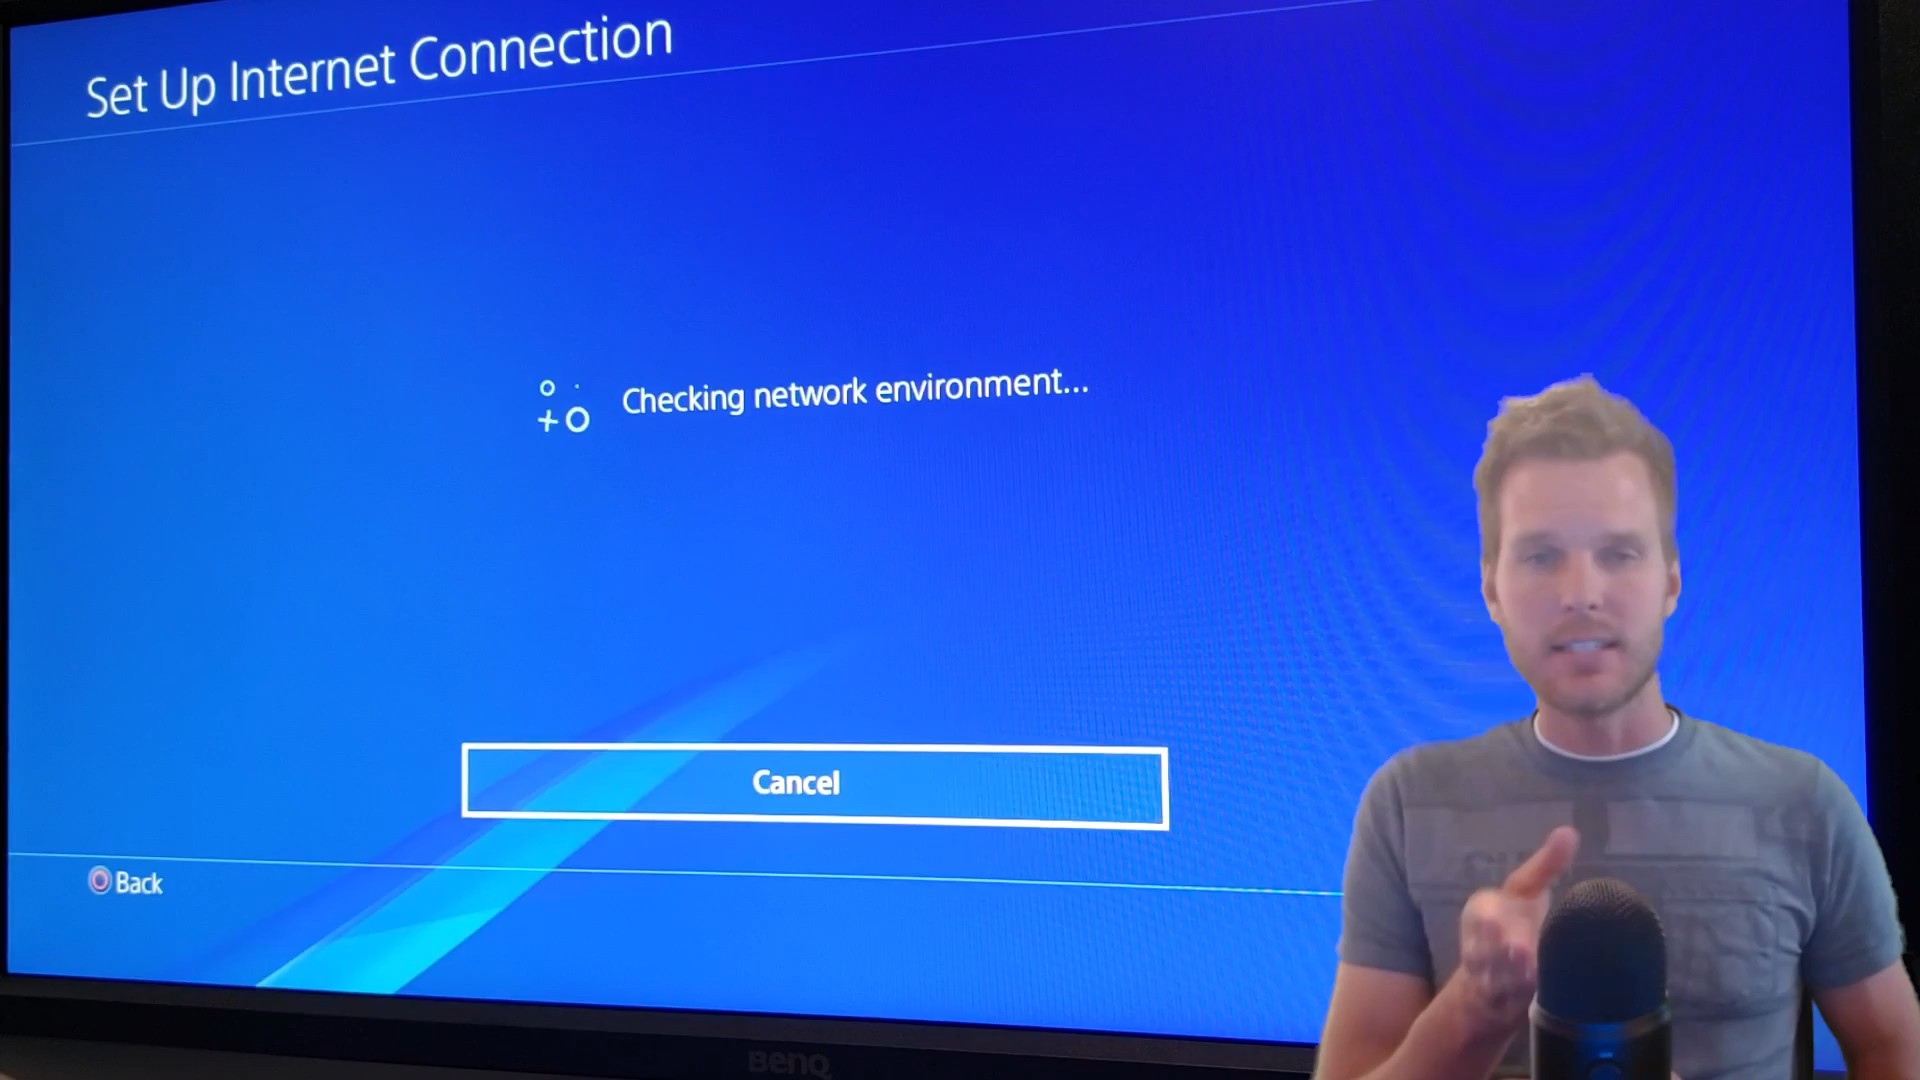 Set Up Internet Connection
Checking network environment...
Cancel
Back
BenQ